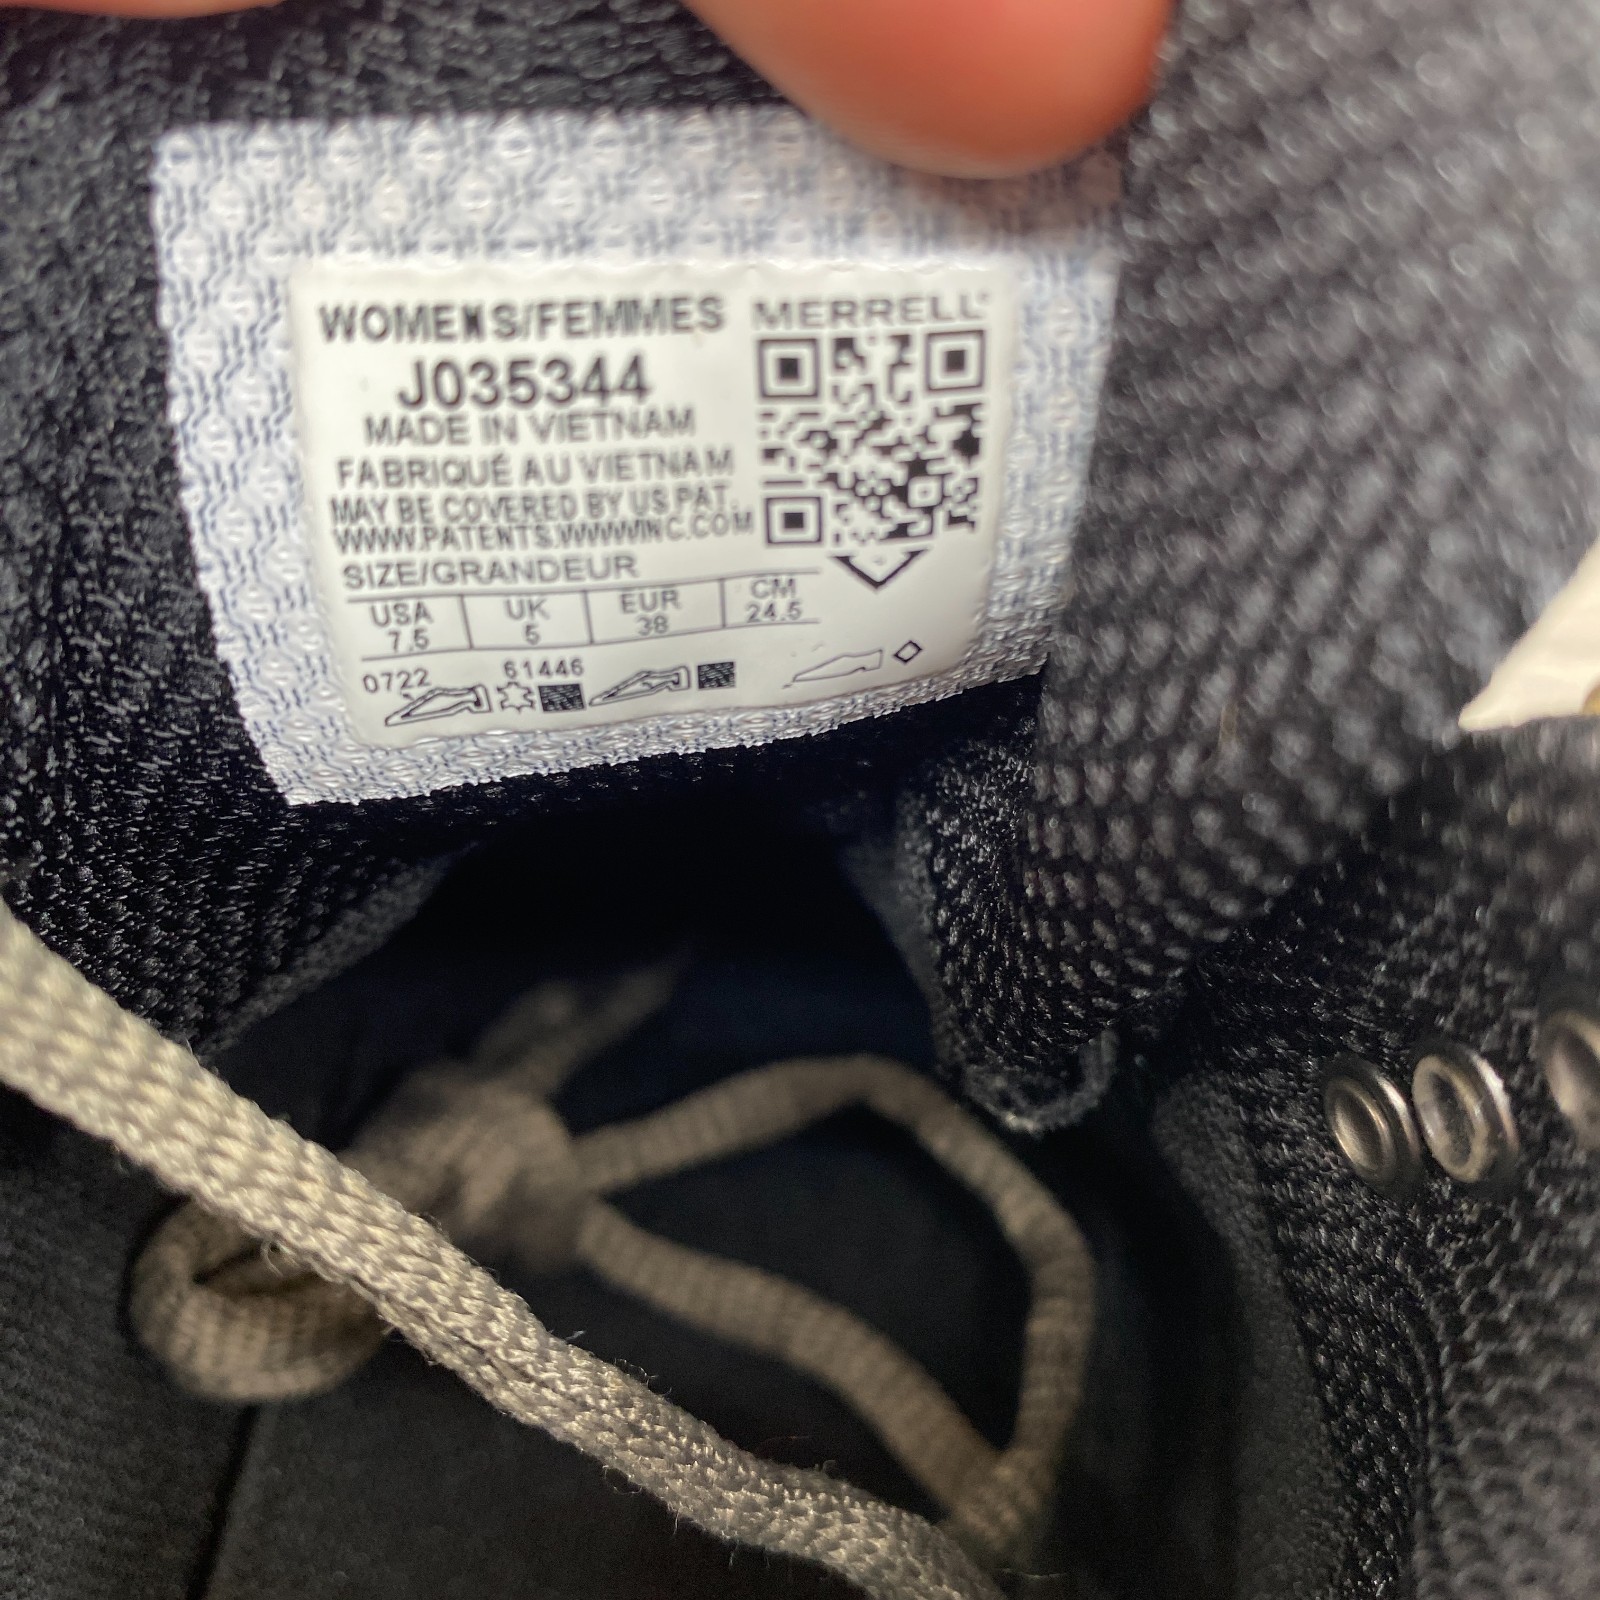 WOMENS/FEMMES
MERRELL
J035344
MADE IN VIETNAM
FABRIQUÉ AU VIETNAM
MAY BE COVERED BY US PAT.
WWW.PATENTS.WWWINC.COM
SIZE/GRANDEUR
USA UK EUR CM
7.5 5 38 24.5
0722 61446